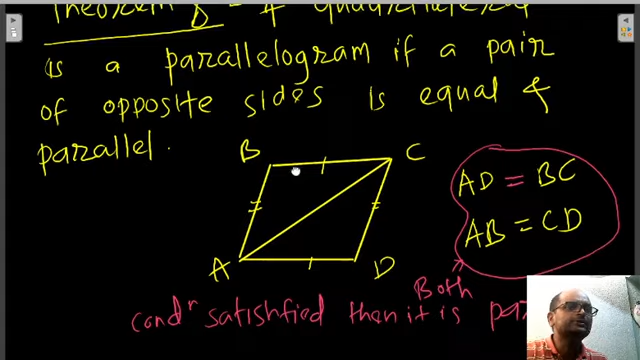 Theorem 8 - A quadrilateral
is a parallelogram if a pair
of opposite sides is equal &
parallel.
B
C
AD = BC
AB = CD
A
D
Both
condn satishfied then it is